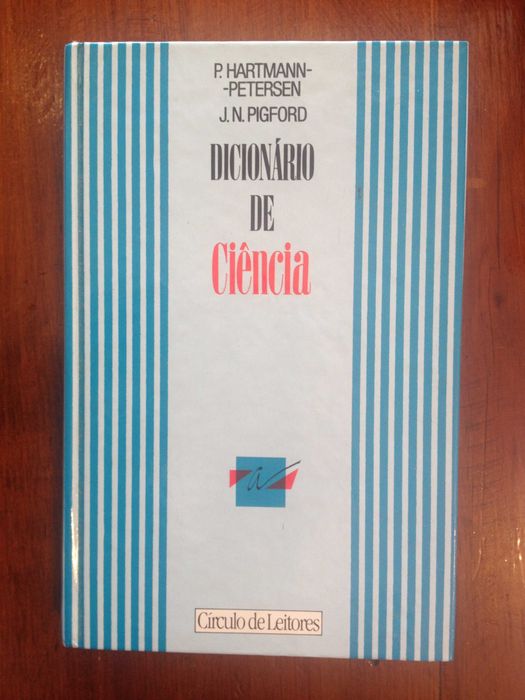 P. HARTMANN-
-PETERSEN
J. N. PIGFORD
DICIONÁRIO
DE
Ciência
a
Círculo de Leitores